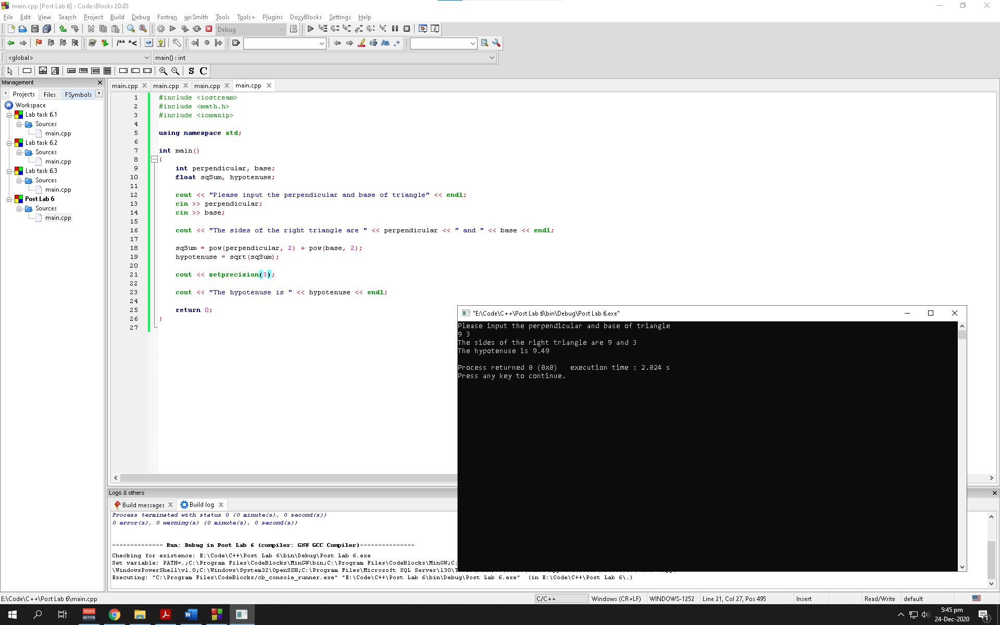 main.cpp [Post Lab 6] - Code::Blocks 20.03
File Edit View Search Project Build Debug Fortran wxSmith Tools Tools+ Plugins DoxyBlocks Settings Help
Debug
/** *<
Aa .*
<global> main() : int
S C
Management
Projects Files FSymbols
Workspace
Lab task 6.1
Sources
main.cpp
Lab task 6.2
Sources
main.cpp
Lab task 6.3
Sources
main.cpp
Post Lab 6
Sources
main.cpp
main.cpp main.cpp main.cpp main.cpp
1 #include <iostream>
2 #include <math.h>
3 #include <iomanip>
4
5 using namespace std;
6
7 int main()
8 {
9 int perpendicular, base;
10 float sqSum, hypotenuse;
11
12 cout << "Please input the perpendicular and base of triangle" << endl;
13 cin >> perpendicular;
14 cin >> base;
15
16 cout << "The sides of the right triangle are " << perpendicular << " and " << base << endl;
17
18 sqSum = pow(perpendicular, 2) + pow(base, 2);
19 hypotenuse = sqrt(sqSum);
20
21 cout << setprecision(3);
22
23 cout << "The hypotenuse is " << hypotenuse << endl;
24
25 return 0;
26 }
27
"E:\Code\C++\Post Lab 6\bin\Debug\Post Lab 6.exe"
Please input the perpendicular and base of triangle
9 3
The sides of the right triangle are 9 and 3
The hypotenuse is 9.49
Process returned 0 (0x0)   execution time : 2.024 s
Press any key to continue.
Logs & others
Build messages Build log
Process terminated with status 0 (0 minute(s), 0 second(s))
0 error(s), 0 warning(s) (0 minute(s), 0 second(s))
-------------- Run: Debug in Post Lab 6 (compiler: GNU GCC Compiler)---------------
Checking for existence: E:\Code\C++\Post Lab 6\bin\Debug\Post Lab 6.exe
Set variable: PATH=.;C:\Program Files\CodeBlocks\MinGW\bin;C:\Program Files\CodeBlocks\MinGW;C:
\WindowsPowerShell\v1.0;C:\Windows\System32\OpenSSH;C:\Program Files\Microsoft SQL Server\130\
Executing: "C:\Program Files\CodeBlocks/cb_console_runner.exe" "E:\Code\C++\Post Lab 6\bin\Debug\Post Lab 6.exe"  (in E:\Code\C++\Post Lab 6\.)
E:\Code\C++\Post Lab 6\main.cpp C/C++ Windows (CR+LF) WINDOWS-1252 Line 21, Col 27, Pos 495 Insert Read/Write default
VOICE
MEETER
W
5:45 pm
24-Dec-2020
1